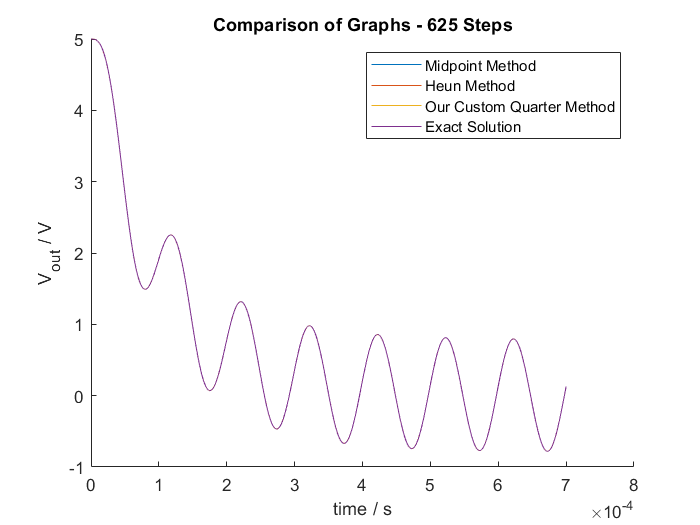 Comparison of Graphs - 625 Steps
Midpoint Method
Heun Method
Our Custom Quarter Method
Exact Solution
V_out / V
5
4
3
2
1
0
-1
0 1 2 3 4 5 6 7 8
time / s
×10^-4